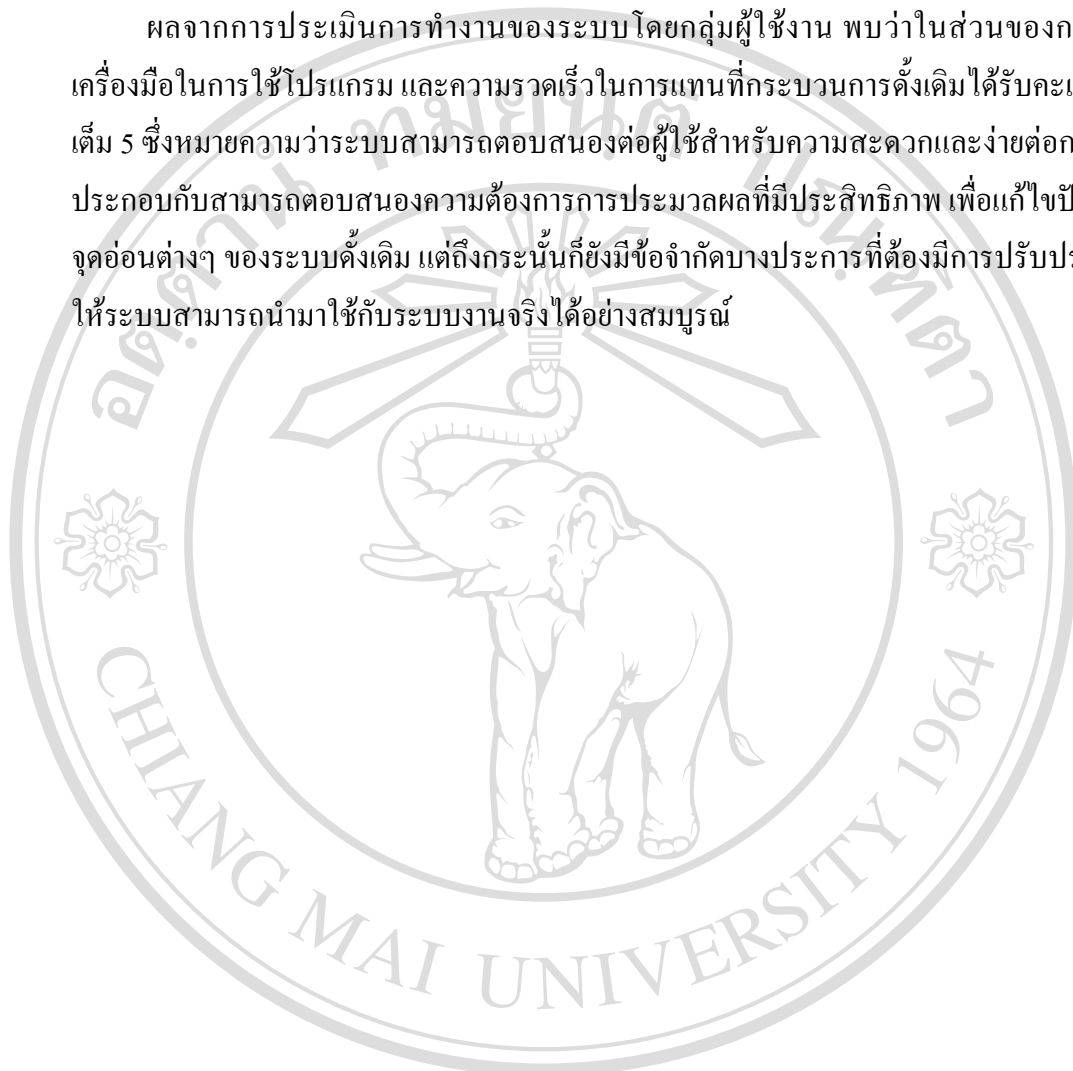 ผลจากการประเมินการทำงานของระบบโดยกลุ่มผู้ใช้งาน พบว่าในส่วนของก
เครื่องมือในการใช้โปรแกรม และความรวดเร็วในการแทนที่กระบวนการดั้งเดิมได้รับคะเ
เต็ม 5 ซึ่งหมายความว่าระบบสามารถตอบสนองต่อผู้ใช้สำหรับความสะดวกและง่ายต่อก
ประกอบกับสามารถตอบสนองความต้องการการประมวลผลที่มีประสิทธิภาพ เพื่อแก้ไขปั
จุดอ่อนต่างๆ ของระบบดั้งเดิม แต่ถึงกระนั้นก็ยังมีข้อจำกัดบางประการที่ต้องมีการปรับปร
ให้ระบบสามารถนำมาใช้กับระบบงานจริงได้อย่างสมบูรณ์
อตฺตานํ ทมยนฺติ ปณฺฑิตา
CHIANG MAI UNIVERSITY 1964